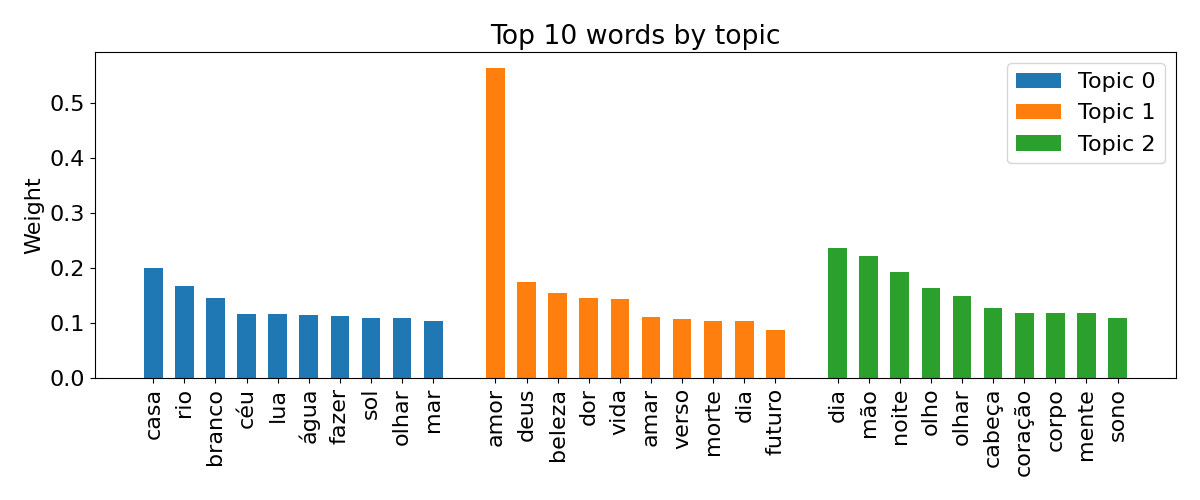 Top 10 words by topic
Weight
0.5
0.4
0.3
0.2
0.1
0.0
Topic 0
Topic 1
Topic 2
casa
rio
branco
céu
lua
água
fazer
sol
olhar
mar
amor
deus
beleza
dor
vida
amar
verso
morte
dia
futuro
dia
mão
noite
olho
olhar
cabeça
coração
corpo
mente
sono